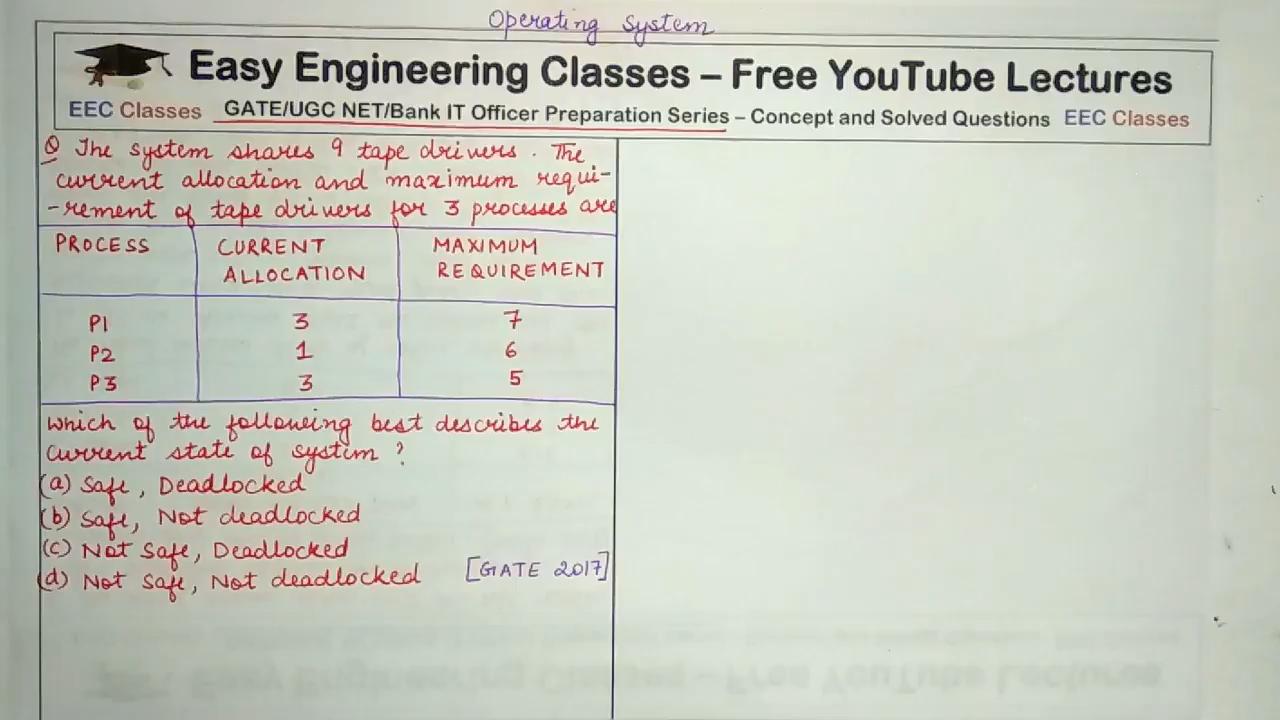 Operating System
Easy Engineering Classes – Free YouTube Lectures
EEC Classes GATE/UGC NET/Bank IT Officer Preparation Series – Concept and Solved Questions EEC Classes
Q The system shares 9 tape drivers. The
current allocation and maximum requi-
-rement of tape drivers for 3 processes are
PROCESS CURRENT ALLOCATION MAXIMUM REQUIREMENT
P1 3 7
P2 1 6
P3 3 5
Which of the following best describes the
current state of system ?
(a) Safe, Deadlocked
(b) Safe, Not deadlocked
(c) Not Safe, Deadlocked
(d) Not Safe, Not deadlocked [GATE 2017]